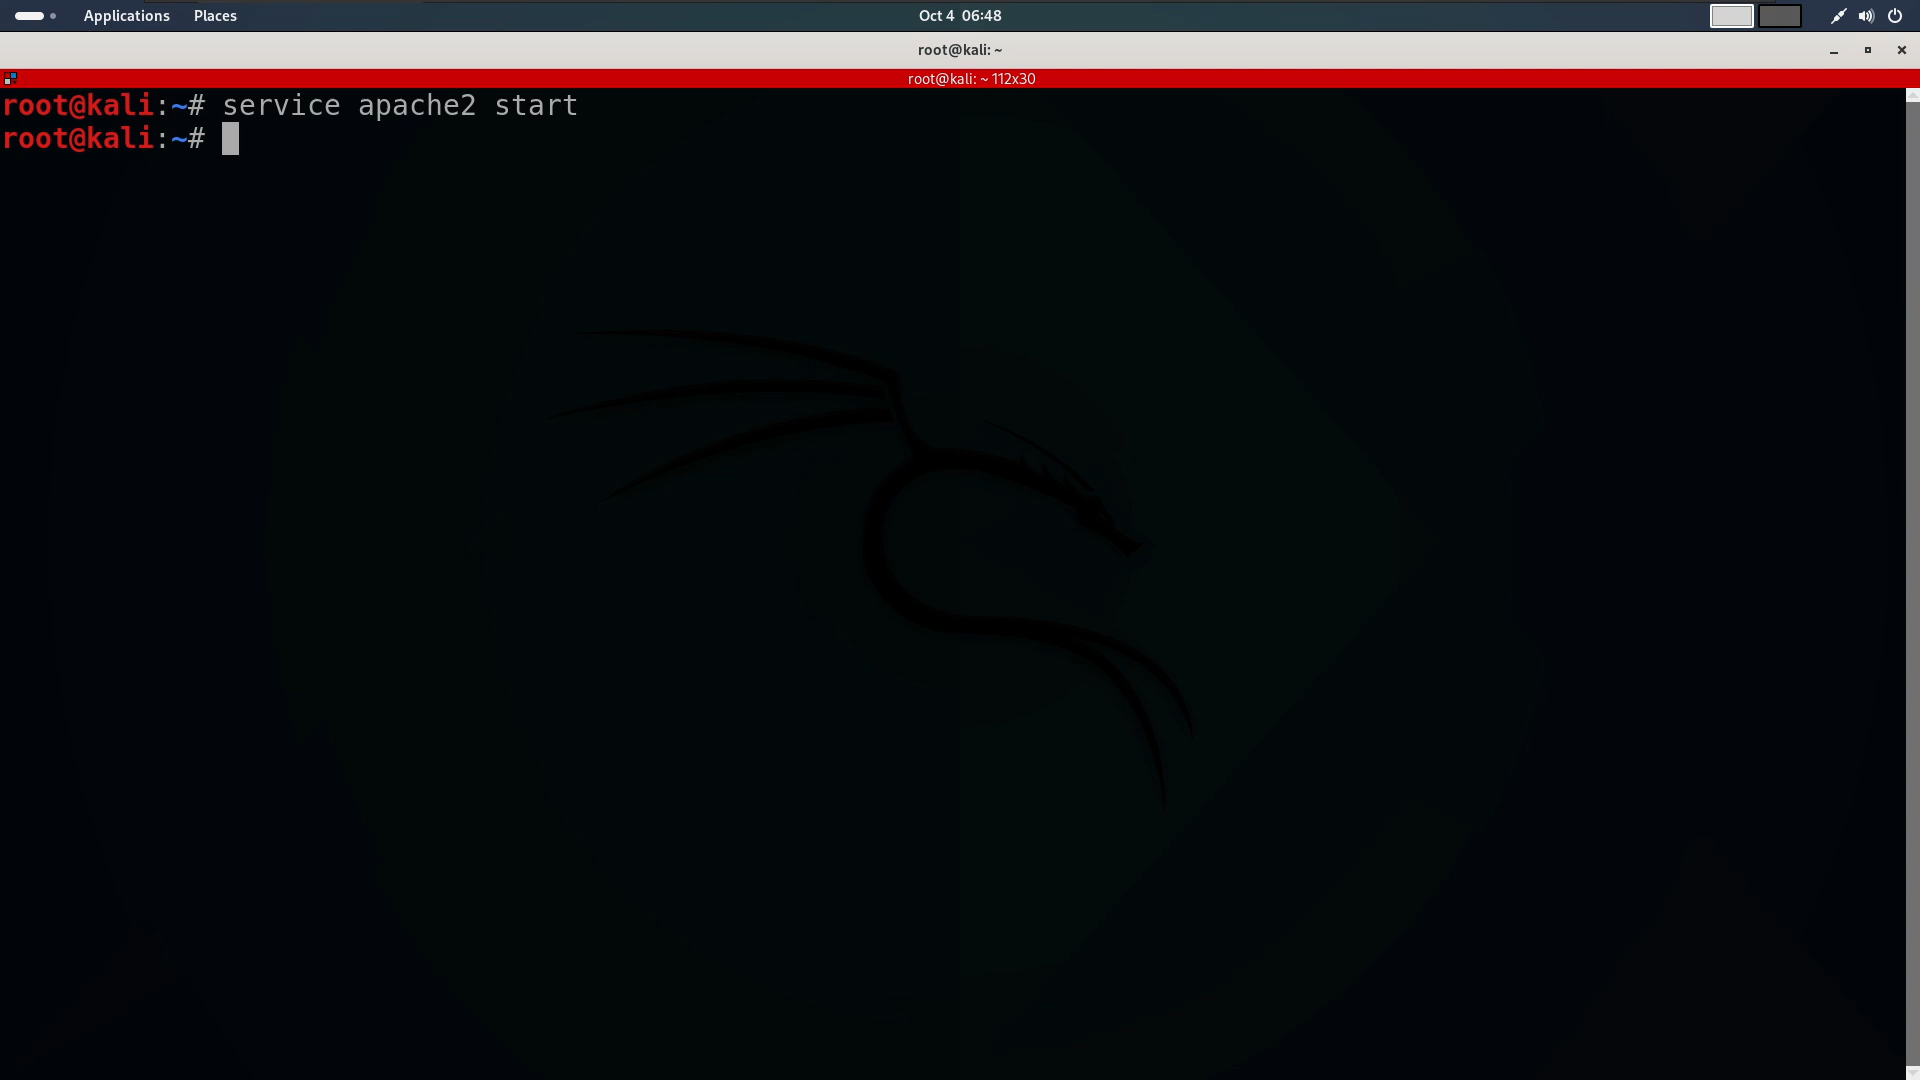 Applications Places Oct 4 06:48
root@kali: ~
root@kali: ~ 112x30
root@kali:~# service apache2 start
root@kali:~#